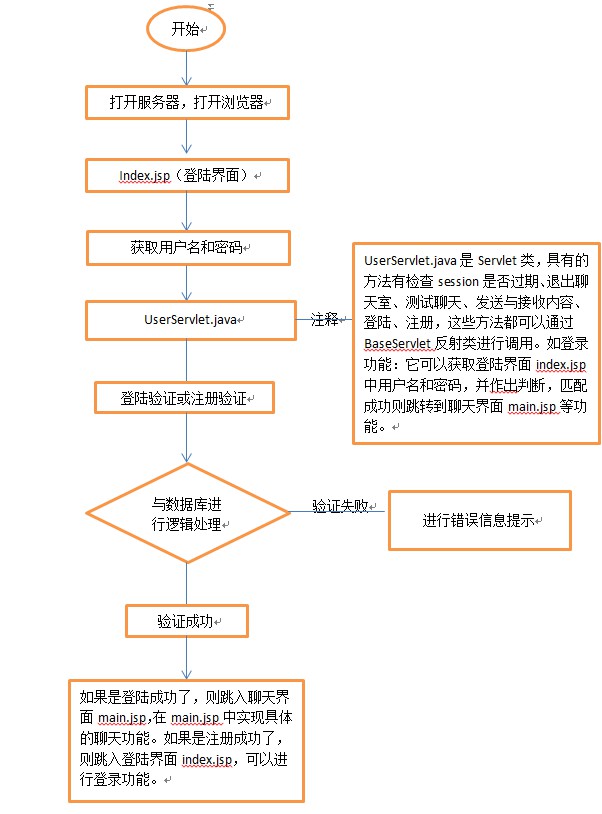 开始
打开服务器，打开浏览器
Index.jsp（登陆界面）
获取用户名和密码
UserServlet.java
注释
UserServlet.java 是 Servlet 类，具有的
方法有检查 session 是否过期、退出聊
天室、测试聊天、发送与接收内容、
登陆、注册，这些方法都可以通过
BaseServlet 反射类进行调用。如登录
功能：它可以获取登陆界面 index.jsp
中用户名和密码，并作出判断，匹配
成功则跳转到聊天界面 main.jsp 等功
能。
登陆验证或注册验证
与数据库进
行逻辑处理
验证失败
进行错误信息提示
验证成功
如果是登陆成功了，则跳入聊天界
面 main.jsp,在 main.jsp 中实现具体
的聊天功能。如果是注册成功了，
则跳入登陆界面 index.jsp，可以进
行登录功能。